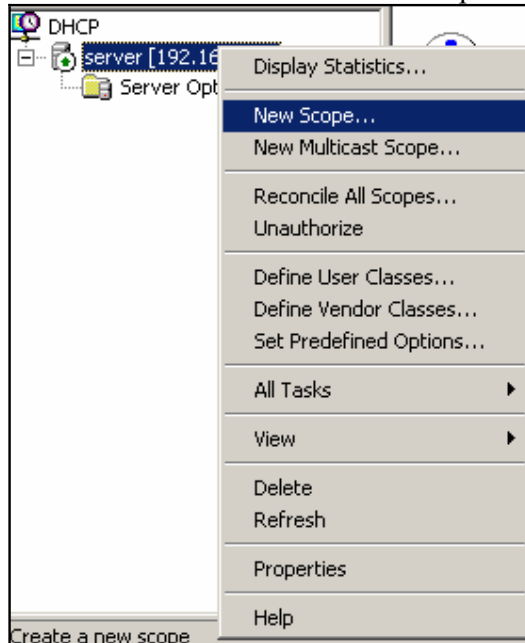 DHCP
server [192.16
Server Opt
Display Statistics...
New Scope...
New Multicast Scope...
Reconcile All Scopes...
Unauthorize
Define User Classes...
Define Vendor Classes...
Set Predefined Options...
All Tasks
View
Delete
Refresh
Properties
Help
Create a new scope